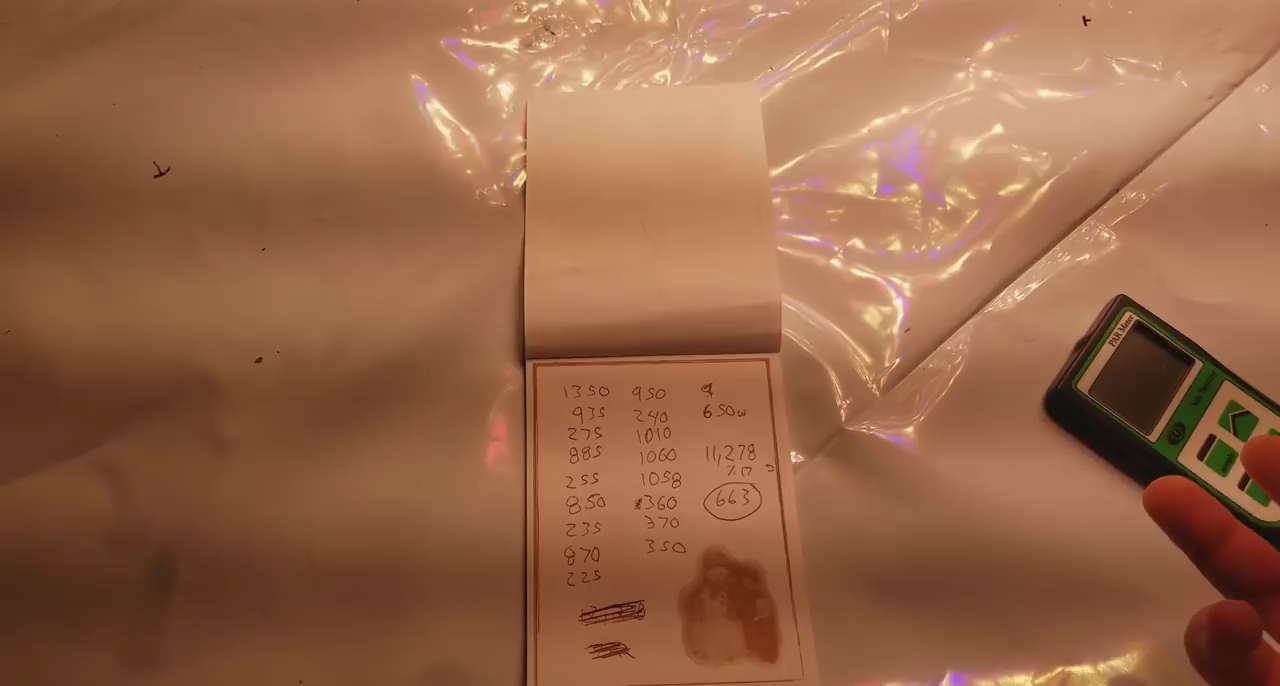 1350 950 $
935 240 650w
275 1010
885 1060 11,278
255 1058 % 17
850 360 663
235 370
870 350
225
PAR Meter